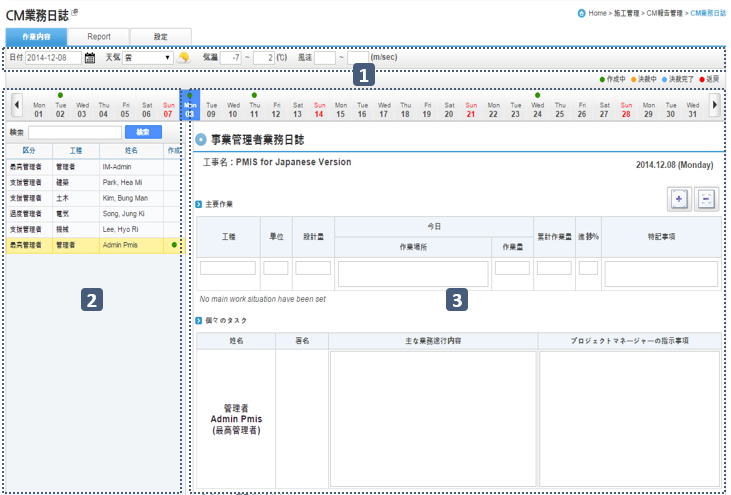 CM業務日誌
Home > 施工管理 > CM報告管理 > CM業務日誌
作業内容 Report 設定
日付 2014-12-08 天気 曇 気温 -7 ~ 2 (℃) 風速 ~ (m/sec)
1
作成中 決裁中 決裁完了 返戻
Mon Tue Wed Thu Fri Sat Sun Mon Tue Wed Thu Fri Sat Sun Mon Tue Wed Thu Fri Sat Sun Mon Tue Wed Thu Fri Sat Sun Mon Tue Wed
01 02 03 04 05 06 07 03 09 10 11 12 13 14 15 16 17 18 19 20 21 22 23 24 25 26 27 28 29 30 31
検索 検索
区分 工種 姓名 作成
最高管理者 管理者 IM-Admin
支援管理者 建築 Park, Hea Mi
支援管理者 土木 Kim, Bung Man
電気 Song, Jung Ki
支援管理者 機械 Lee, Hyo Ri
最高管理者 管理者 Admin Pmis
2
事業管理者業務日誌
工事名 : PMIS for Japanese Version
2014.12.08 (Monday)
主要作業
工種 単位 設計量 今日 累計作業量 進捗% 特記事項
作業場所 作業量
No main work situation have been set
3
個々のタスク
姓名 署名 主な業務遂行内容 プロジェクトマネージャーの指示事項
管理者
Admin Pmis
(最高管理者)